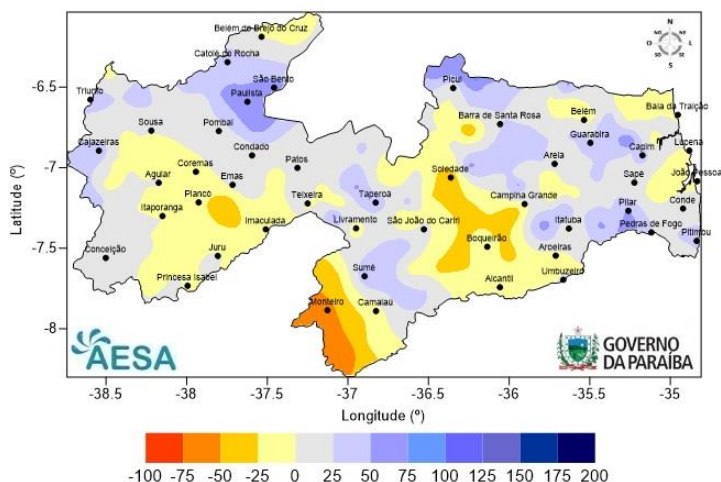 Belém do Brejo do Cruz
Catolé do Rocha
São Bento
Triunfo
Paulista
Picuí
Sousa
Pombal
Barra de Santa Rosa
Belém
Baía da Traição
Guarabira
Cajazeiras
Condado
Capim
Lucena
Coremas
Patos
Areia
Aguiar
Emas
Soledade
Sapé
João Pessoa
Piancó
Teixeira
Taperoá
Campina Grande
Pilar
Conde
Itaporanga
Imaculada
Livramento
São João do Cariri
Itatuba
Pedras de Fogo
Pitimbu
Conceição
Juru
Boqueirão
Aroeiras
Princesa Isabel
Sumé
Alcantil
Umbuzeiro
Monteiro
Camalaú
N
NO
NE
O
L
SO
SE
S
AESA
GOVERNO
DA PARAÍBA
Latitude (º)
-6.5
-7
-7.5
-8
-38.5 -38 -37.5 -37 -36.5 -36 -35.5 -35
Longitude (º)
-100 -75 -50 -25 0 25 50 75 100 125 150 175 200